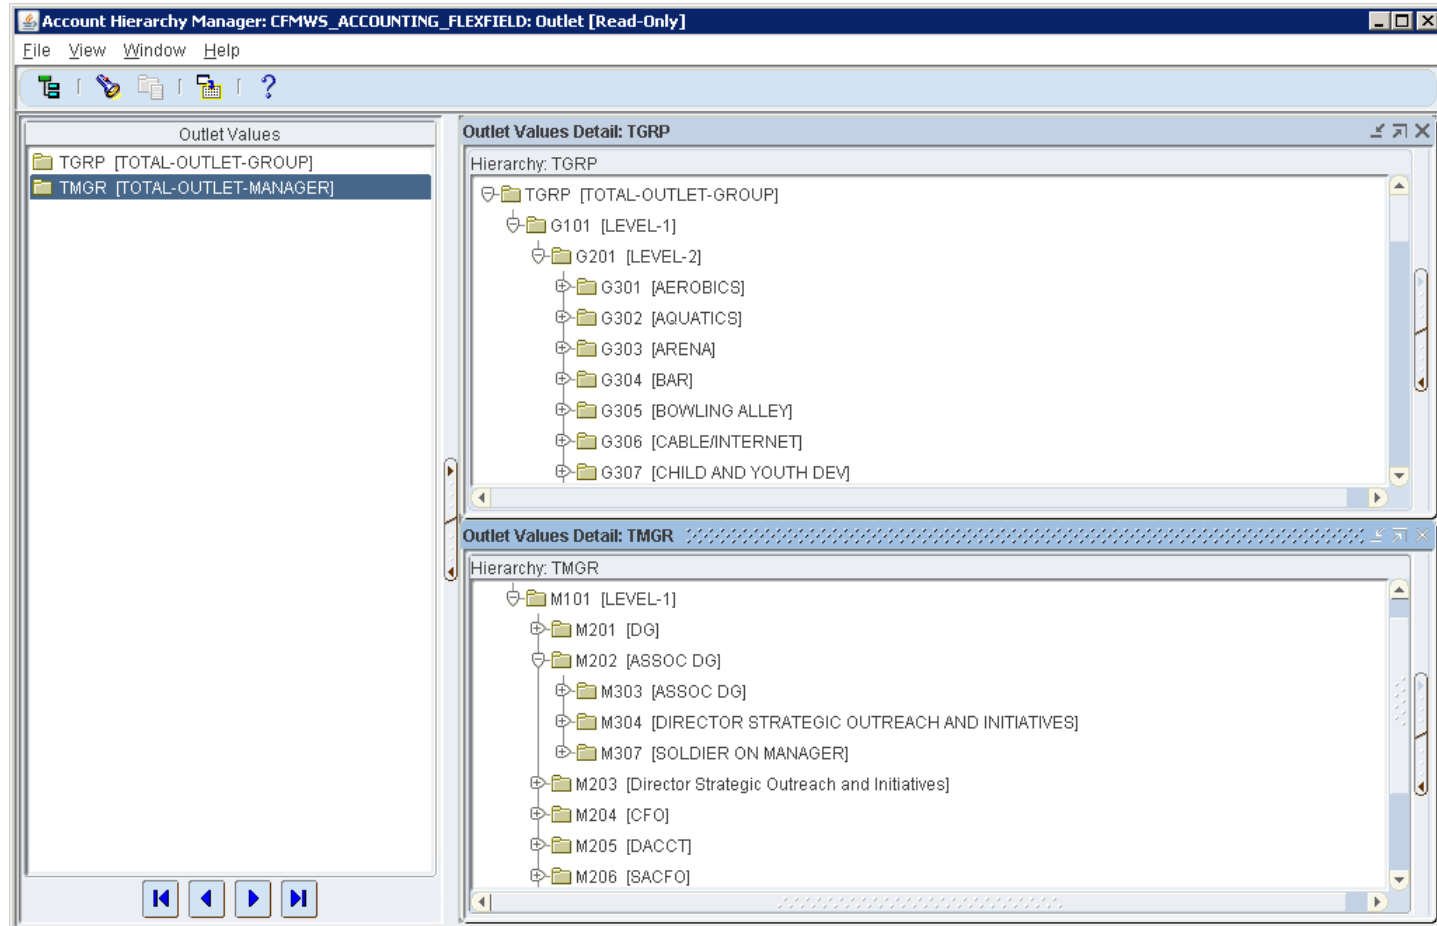 Account Hierarchy Manager: CFMWS_ACCOUNTING_FLEXFIELD: Outlet [Read-Only]
File View Window Help
?
Outlet Values
TGRP [TOTAL-OUTLET-GROUP]
TMGR [TOTAL-OUTLET-MANAGER]
Outlet Values Detail: TGRP
Hierarchy: TGRP
TGRP [TOTAL-OUTLET-GROUP]
G101 [LEVEL-1]
G201 [LEVEL-2]
G301 [AEROBICS]
G302 [AQUATICS]
G303 [ARENA]
G304 [BAR]
G305 [BOWLING ALLEY]
G306 [CABLE/INTERNET]
G307 [CHILD AND YOUTH DEV]
Outlet Values Detail: TMGR
Hierarchy: TMGR
M101 [LEVEL-1]
M201 [DG]
M202 [ASSOC DG]
M303 [ASSOC DG]
M304 [DIRECTOR STRATEGIC OUTREACH AND INITIATIVES]
M307 [SOLDIER ON MANAGER]
M203 [Director Strategic Outreach and Initiatives]
M204 [CFO]
M205 [DACCT]
M206 [SACFO]